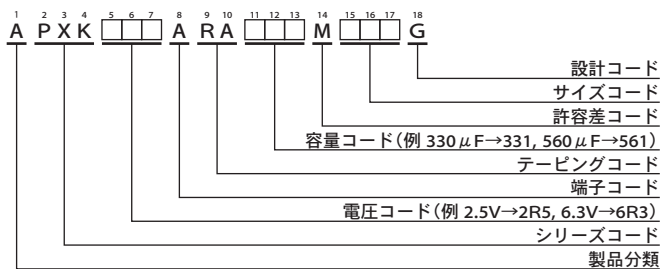 1 2 3 4 5 6 7 8 9 10 11 12 13 14 15 16 17 18
A P X K □□□ A R A □□□ M □□□ G
設計コード
サイズコード
許容差コード
容量コード(例 330μF→331, 560μF→561)
テーピングコード
端子コード
電圧コード(例 2.5V→2R5, 6.3V→6R3)
シリーズコード
製品分類